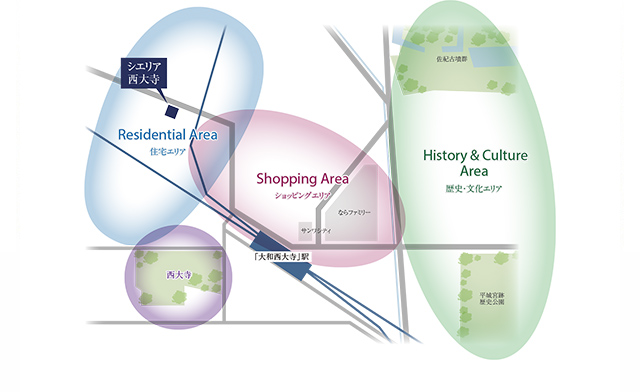 佐紀古墳群
シエリア
西大寺
Residential Area
住宅エリア
History & Culture
Area
歴史・文化エリア
Shopping Area
ショッピングエリア
ならファミリー
サンワシティ
「大和西大寺」駅
西大寺
平城宮跡
歴史公園